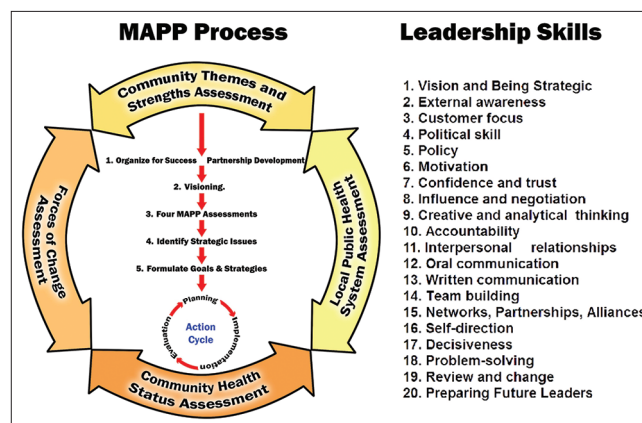 MAPP Process
Community Themes and
Strengths Assessment
Forces of Change
Assessment
Local Public Health
System Assessment
1. Organize for Success    Partnership Development
2. Visioning.
3. Four MAPP Assessments
4. Identify Strategic Issues
5. Formulate Goals & Strategies
Planning
Action
Cycle
Implementation
Evaluation
Community Health
Status Assessment
Leadership Skills
1. Vision and Being Strategic
2. External awareness
3. Customer focus
4. Political skill
5. Policy
6. Motivation
7. Confidence and trust
8. Influence and negotiation
9. Creative and analytical thinking
10. Accountability
11. Interpersonal relationships
12. Oral communication
13. Written communication
14. Team building
15. Networks, Partnerships, Alliances
16. Self-direction
17. Decisiveness
18. Problem-solving
19. Review and change
20. Preparing Future Leaders